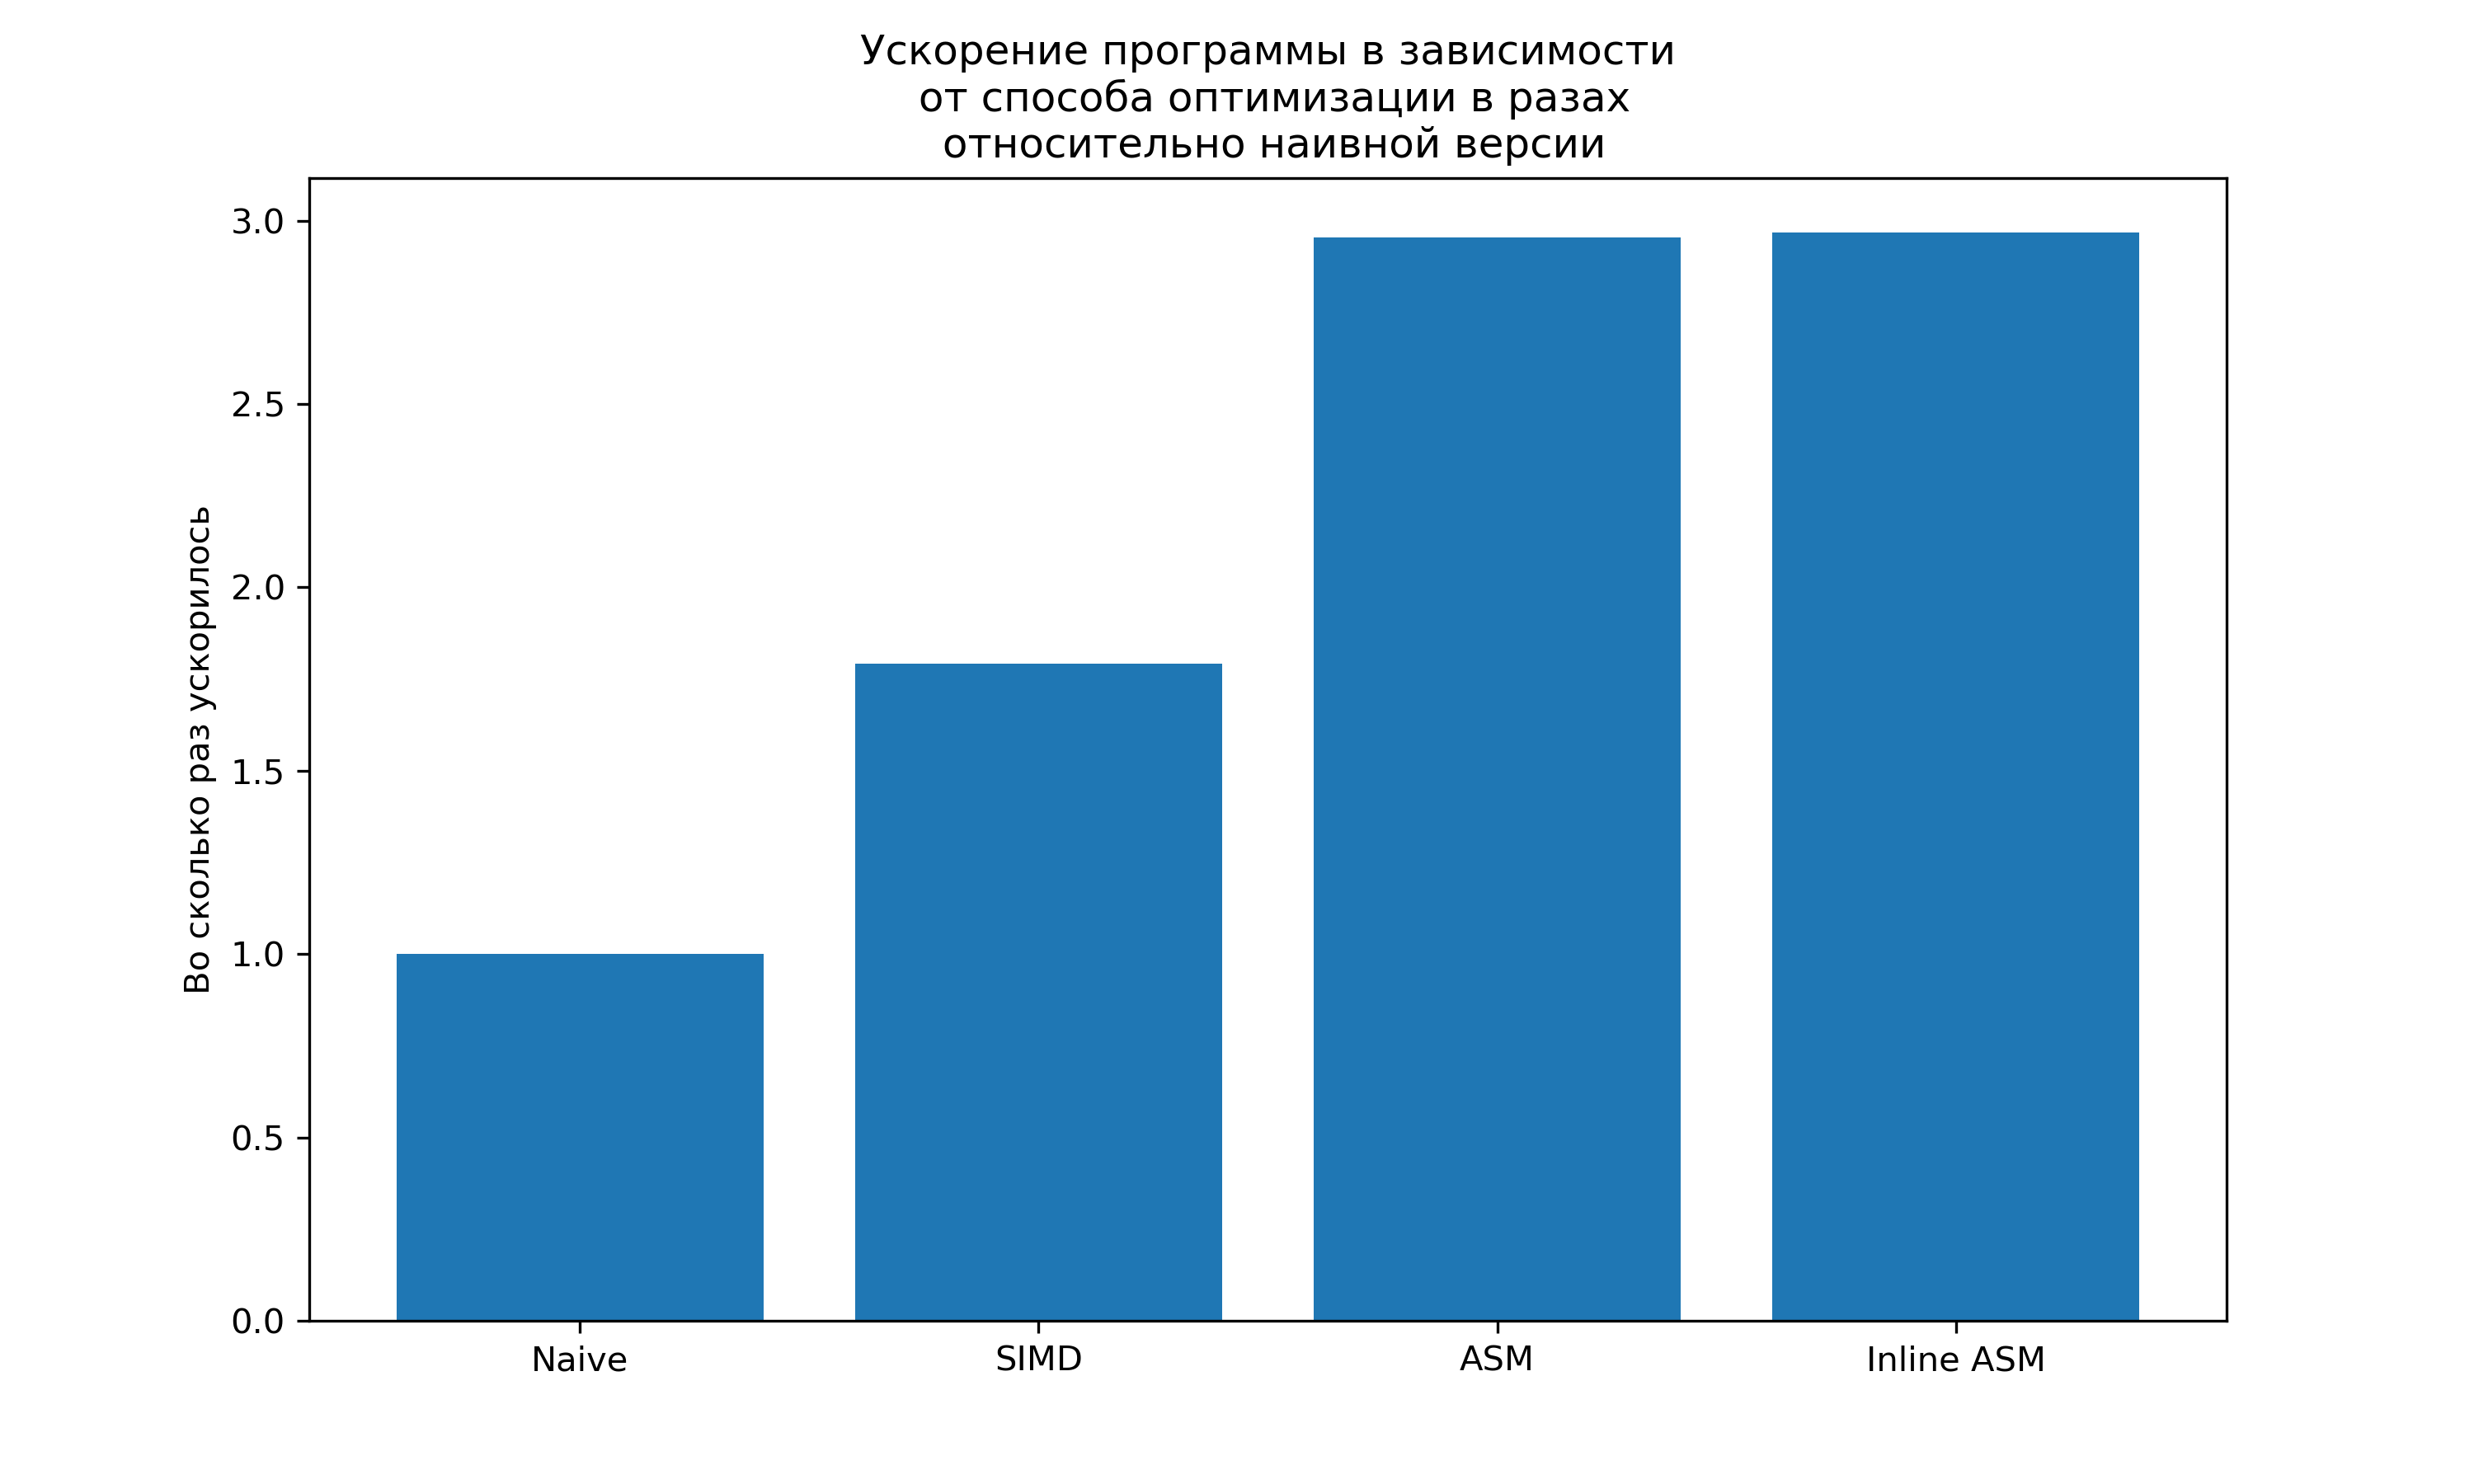 Ускорение программы в зависимости
от способа оптимизации в разах
относительно наивной версии
Во сколько раз ускорилось
3.0
2.5
2.0
1.5
1.0
0.5
0.0
Naive
SIMD
ASM
Inline ASM